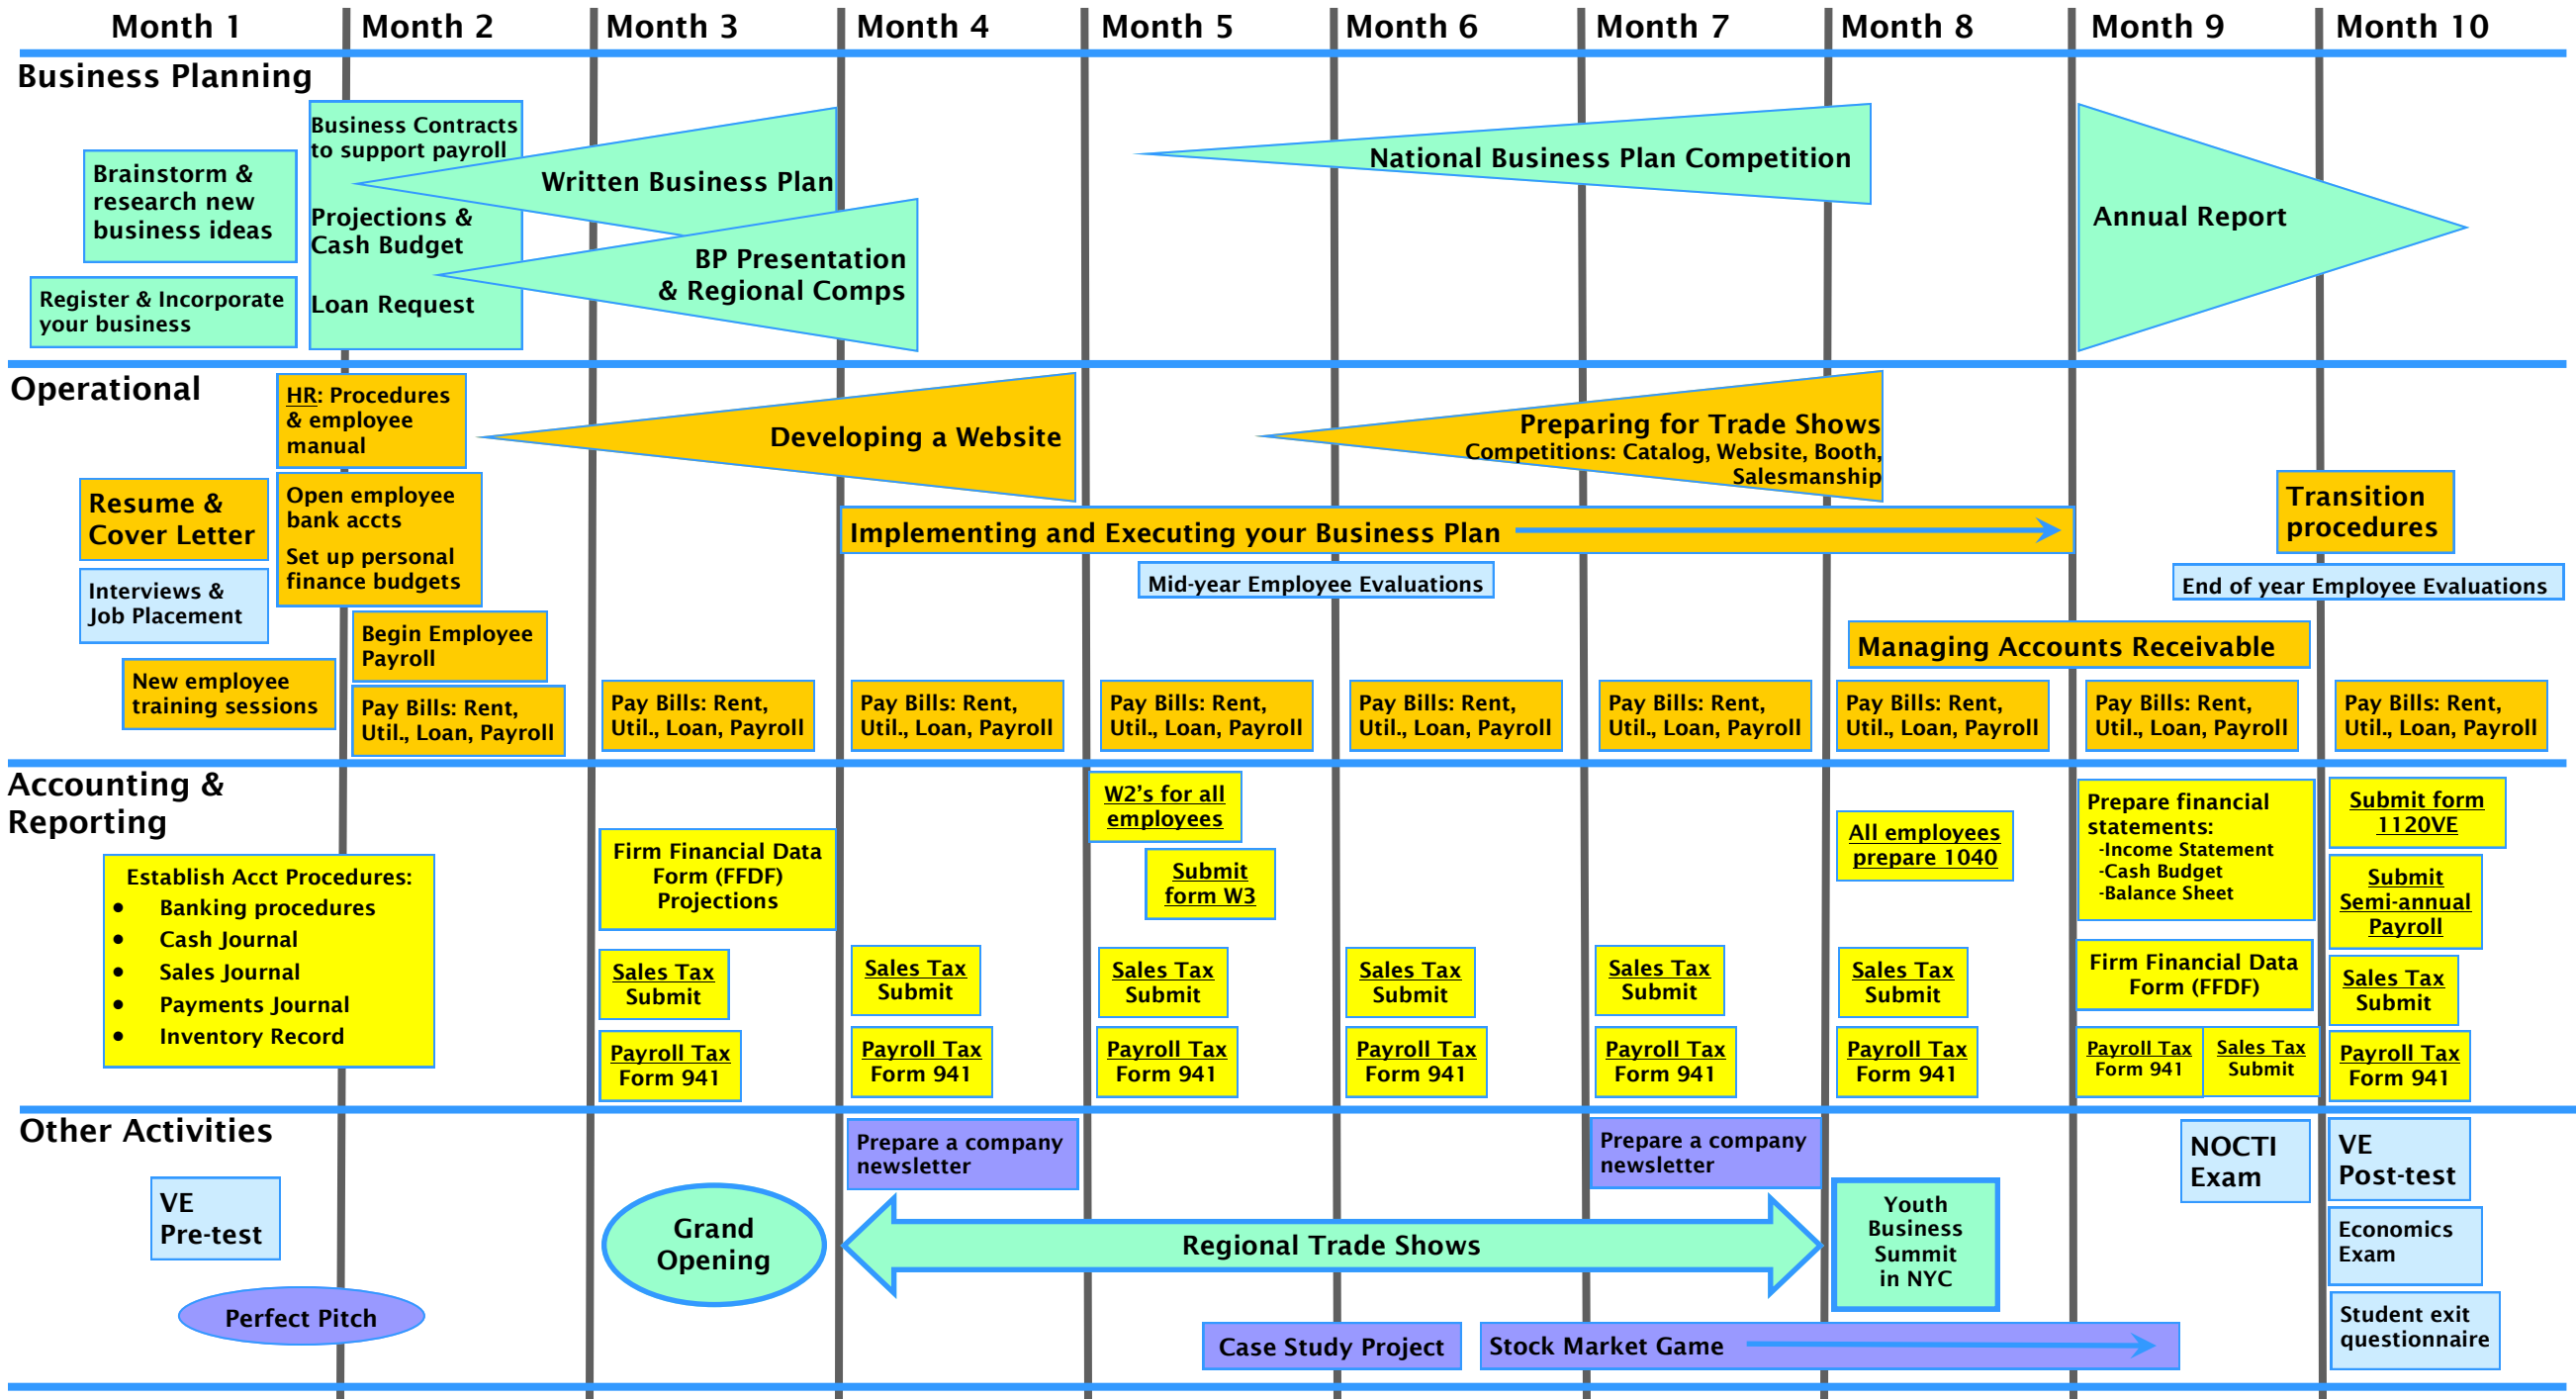 Month 1
Month 2
Month 3
Month 4
Month 5
Month 6
Month 7
Month 8
Month 9
Month 10
Business Planning
Brainstorm &
research new
business ideas
Register & Incorporate
your business
Business Contracts
to support payroll
Projections &
Cash Budget
Loan Request
Written Business Plan
BP Presentation
& Regional Comps
National Business Plan Competition
Annual Report
Operational
HR: Procedures
& employee
manual
Resume &
Cover Letter
Open employee
bank accts
Set up personal
finance budgets
Interviews &
Job Placement
Begin Employee
Payroll
New employee
training sessions
Developing a Website
Preparing for Trade Shows
Competitions: Catalog, Website, Booth,
Salesmanship
Implementing and Executing your Business Plan
Transition
procedures
Mid-year Employee Evaluations
End of year Employee Evaluations
Managing Accounts Receivable
Pay Bills: Rent,
Util., Loan, Payroll
Pay Bills: Rent,
Util., Loan, Payroll
Pay Bills: Rent,
Util., Loan, Payroll
Pay Bills: Rent,
Util., Loan, Payroll
Pay Bills: Rent,
Util., Loan, Payroll
Pay Bills: Rent,
Util., Loan, Payroll
Pay Bills: Rent,
Util., Loan, Payroll
Pay Bills: Rent,
Util., Loan, Payroll
Pay Bills: Rent,
Util., Loan, Payroll
Accounting &
Reporting
Establish Acct Procedures:
• Banking procedures
• Cash Journal
• Sales Journal
• Payments Journal
• Inventory Record
Firm Financial Data
Form (FFDF)
Projections
Sales Tax
Submit
Payroll Tax
Form 941
Sales Tax
Submit
Payroll Tax
Form 941
W2's for all
employees
Submit
form W3
Sales Tax
Submit
Payroll Tax
Form 941
Sales Tax
Submit
Payroll Tax
Form 941
Sales Tax
Submit
Payroll Tax
Form 941
All employees
prepare 1040
Sales Tax
Submit
Payroll Tax
Form 941
Prepare financial
statements:
-Income Statement
-Cash Budget
-Balance Sheet
Firm Financial Data
Form (FFDF)
Payroll Tax
Form 941
Sales Tax
Submit
Submit form
1120VE
Submit
Semi-annual
Payroll
Sales Tax
Submit
Payroll Tax
Form 941
Other Activities
VE
Pre-test
Perfect Pitch
Grand
Opening
Prepare a company
newsletter
Prepare a company
newsletter
Regional Trade Shows
Youth
Business
Summit
in NYC
Case Study Project
Stock Market Game
NOCTI
Exam
VE
Post-test
Economics
Exam
Student exit
questionnaire